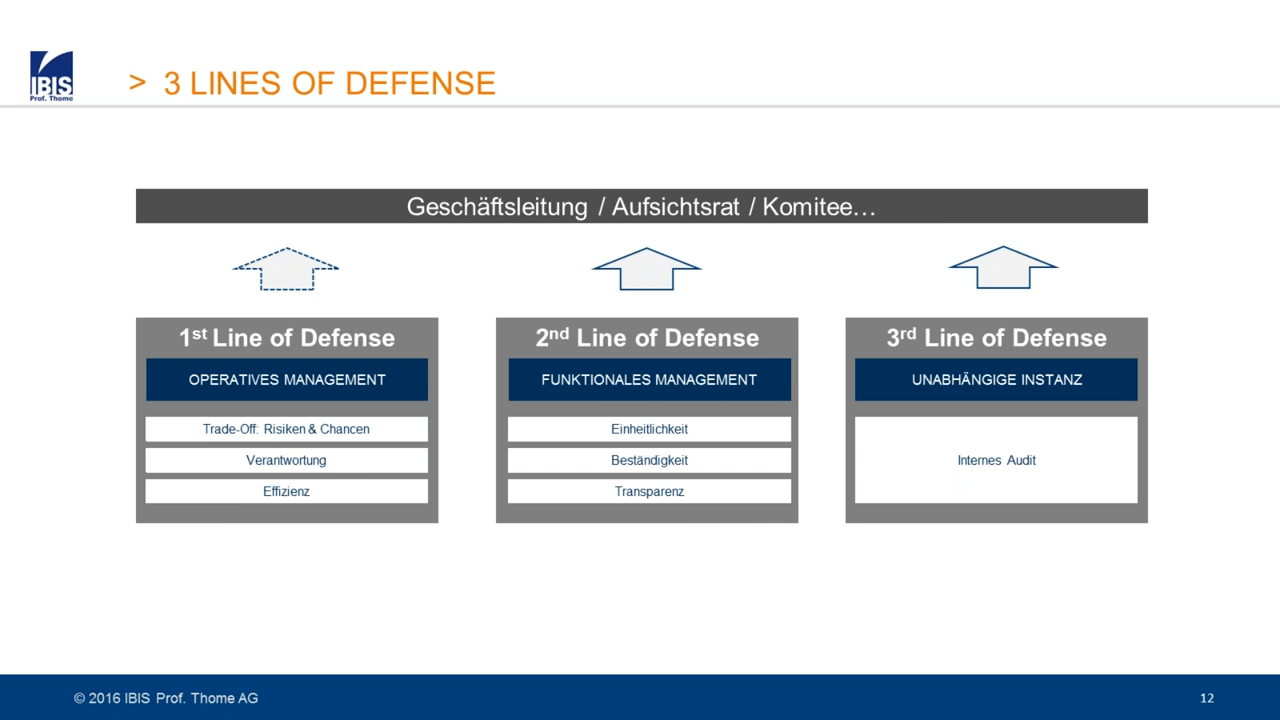 IBIS
Prof. Thome
> 3 LINES OF DEFENSE
Geschäftsleitung / Aufsichtsrat / Komitee…
1st Line of Defense
OPERATIVES MANAGEMENT
Trade-Off: Risiken & Chancen
Verantwortung
Effizienz
2nd Line of Defense
FUNKTIONALES MANAGEMENT
Einheitlichkeit
Beständigkeit
Transparenz
3rd Line of Defense
UNABHÄNGIGE INSTANZ
Internes Audit
© 2016 IBIS Prof. Thome AG
12